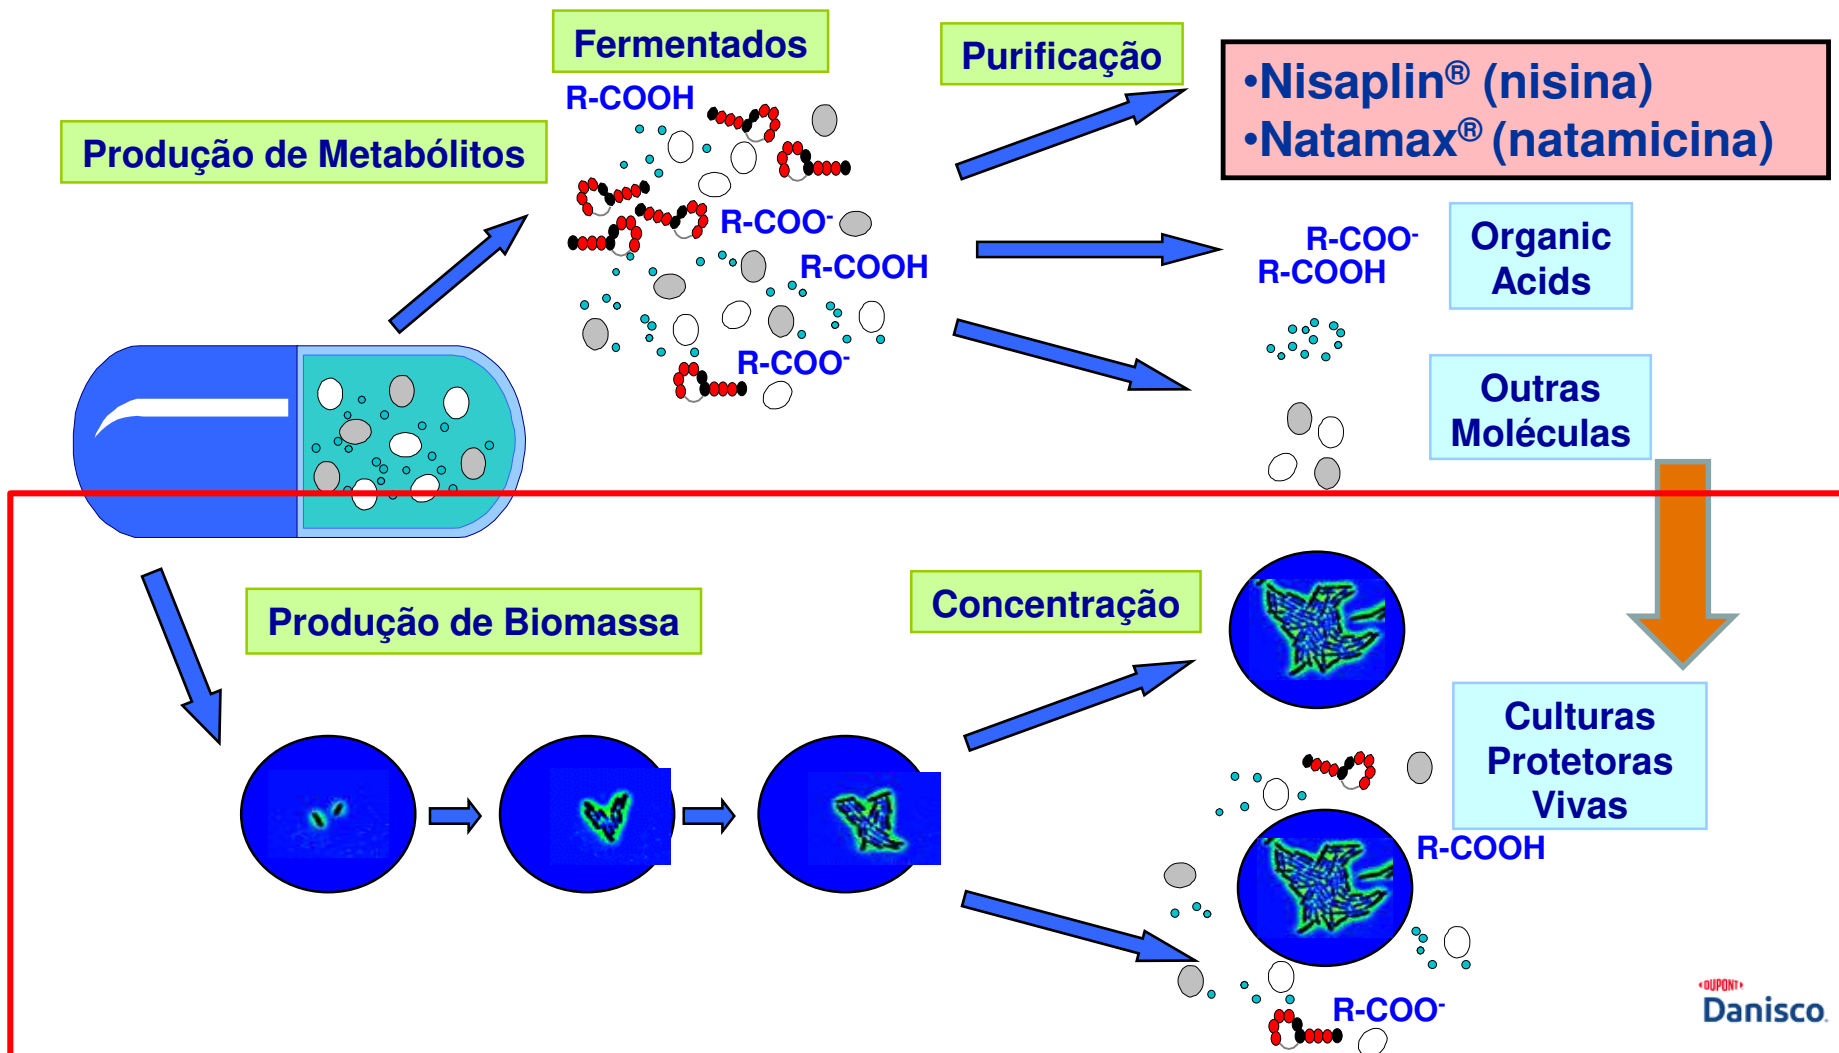 Fermentados
Purificação
•Nisaplin® (nisina)
•Natamax® (natamicina)
R-COOH
Produção de Metabólitos
R-COO-
R-COOH
R-COO-
R-COO-
R-COOH
Organic
Acids
Outras
Moléculas
Produção de Biomassa
Concentração
Culturas
Protetoras
Vivas
R-COOH
R-COO-
DUPONT
Danisco.